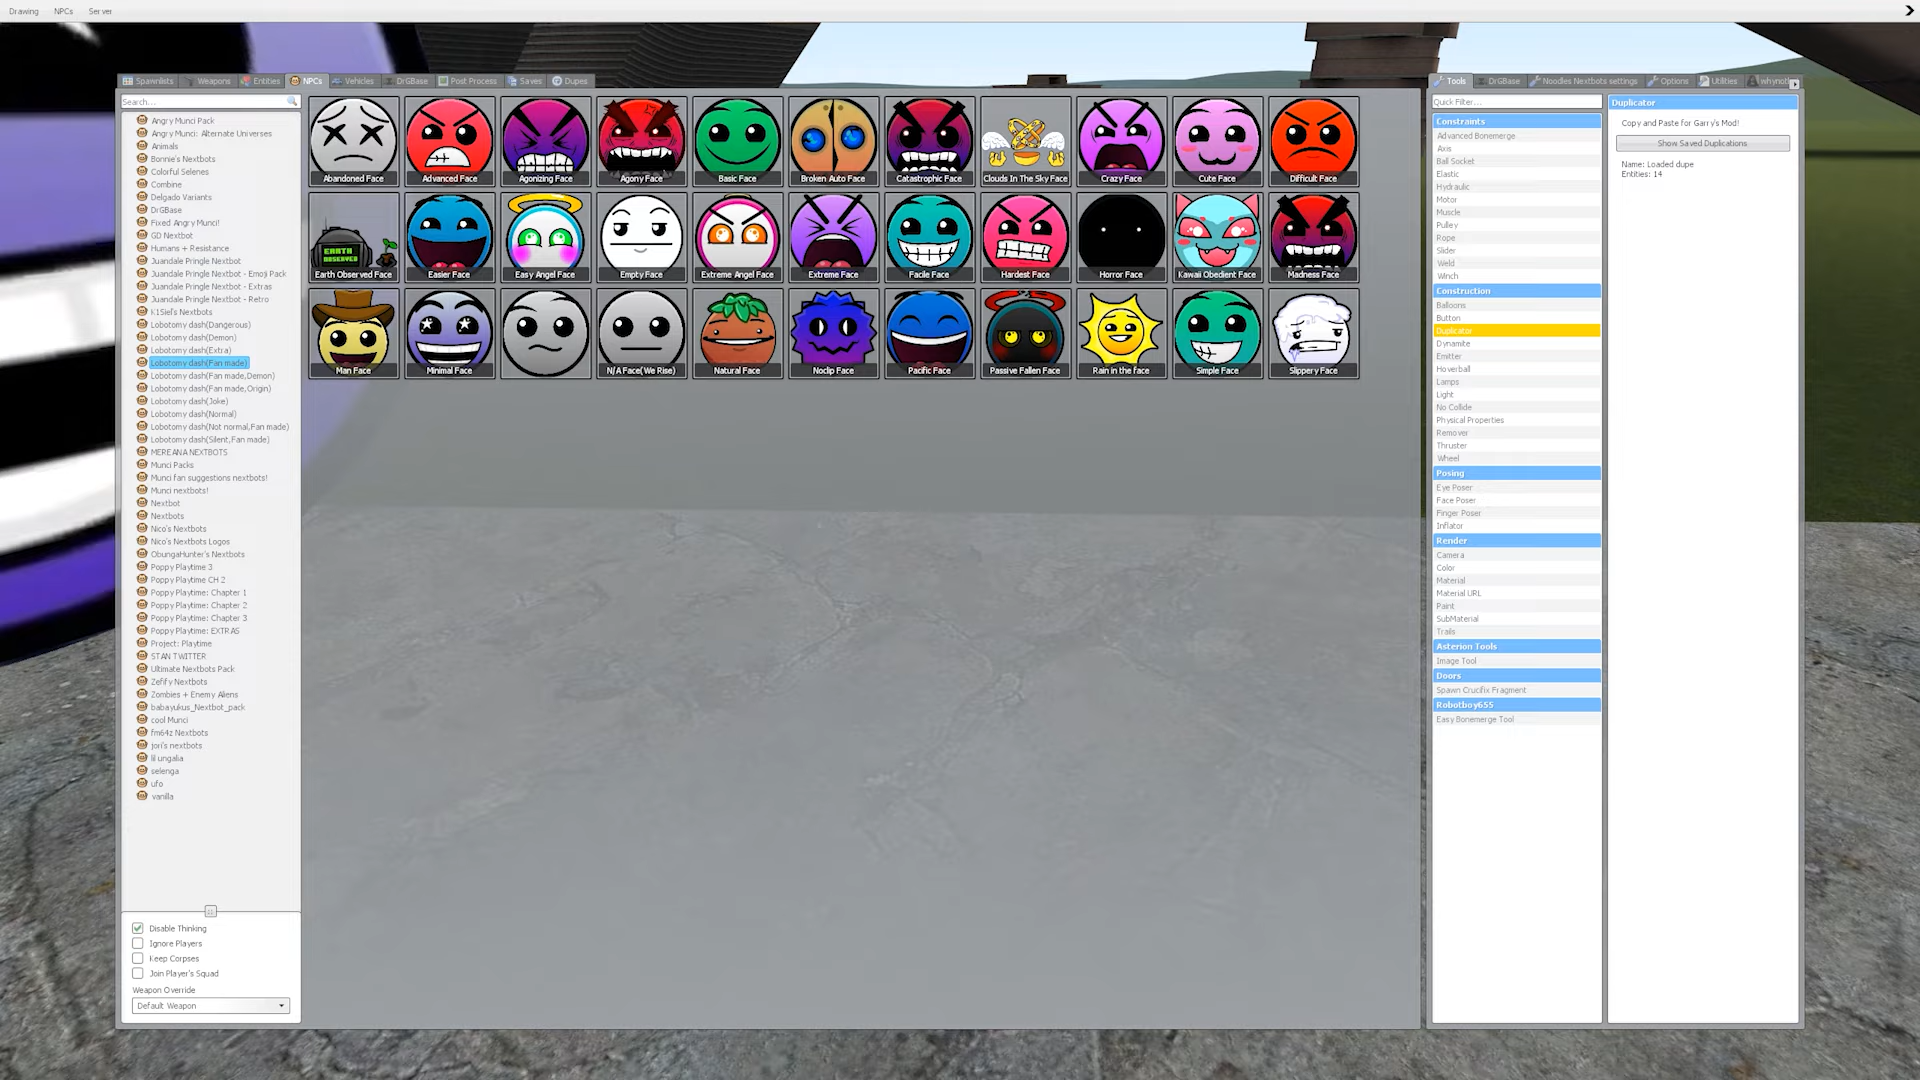 Drawing NPCs Server
Spawnlists Weapons Entities NPCs Vehicles DrGBase Post Process Saves Dupes
Search...
Angry Munci Pack
Angry Munci: Alternate Universes
Animals
Bonnie's Nextbots
Colorful Selenes
Combine
Delgado Variants
DrGBase
Fixed Angry Munci!
GD Nextbot
Humans + Resistance
Juandale Pringle Nextbot
Juandale Pringle Nextbot - Emoji Pack
Juandale Pringle Nextbot - Extras
Juandale Pringle Nextbot - Retro
K1Siel's Nextbots
Lobotomy dash(Dangerous)
Lobotomy dash(Demon)
Lobotomy dash(Extra)
Lobotomy dash(Fan made)
Lobotomy dash(Fan made,Demon)
Lobotomy dash(Fan made,Origin)
Lobotomy dash(Joke)
Lobotomy dash(Normal)
Lobotomy dash(Not normal,Fan made)
Lobotomy dash(Silent,Fan made)
MEREANA NEXTBOTS
Munci Packs
Munci fan suggestions nextbots!
Munci nextbots!
Nextbot
Nextbots
Nico's Nextbots
Nico's Nextbots Logos
ObungaHunter's Nextbots
Poppy Playtime 3
Poppy Playtime CH 2
Poppy Playtime: Chapter 1
Poppy Playtime: Chapter 2
Poppy Playtime: Chapter 3
Poppy Playtime: EXTRAS
Project: Playtime
STAN TWITTER
Ultimate Nextbots Pack
Zefify Nextbots
Zombies + Enemy Aliens
babayukus_Nextbot_pack
cool Munci
fm64z Nextbots
jori's nextbots
lil ungalia
selenga
ufo
vanilla
Disable Thinking
Ignore Players
Keep Corpses
Join Player's Squad
Weapon Override
Default Weapon
Abandoned Face Advanced Face Agonizing Face Agony Face Basic Face Broken Auto Face Catastrophic Face Clouds In The Sky Face Crazy Face Cute Face Difficult Face
EARTH
OBSERVED
Earth Observed Face Easier Face Easy Angel Face Empty Face Extreme Angel Face Extreme Face Facile Face Hardest Face Horror Face Kawaii Obedient Face Madness Face
Man Face Minimal Face N/A Face(We Rise) Natural Face Noclip Face Pacific Face Passive Fallen Face Rain in the face Simple Face Slippery Face
Tools DrGBase Noodles Nextbots settings Options Utilities whynot
Quick Filter...
Constraints
Advanced Bonemerge
Axis
Ball Socket
Elastic
Hydraulic
Motor
Muscle
Pulley
Rope
Slider
Weld
Winch
Construction
Balloons
Button
Duplicator
Dynamite
Emitter
Hoverball
Lamps
Light
No Collide
Physical Properties
Remover
Thruster
Wheel
Posing
Eye Poser
Face Poser
Finger Poser
Inflator
Render
Camera
Color
Material
Material URL
Paint
SubMaterial
Trails
Asterion Tools
Image Tool
Doors
Spawn Crucifix Fragment
Robotboy655
Easy Bonemerge Tool
Duplicator
Copy and Paste for Garry's Mod!
Show Saved Duplications
Name: Loaded dupe
Entities: 14